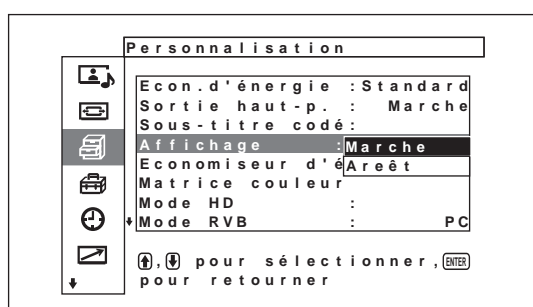 Personnalisation
Econ.d'énergie :Standard
Sortie haut-p. : Marche
Sous-titre codé:
Affichage :Marche
Economiseur d'é Areêt
Matrice couleur
Mode HD :
Mode RVB : PC
, pour sélectionner, ENTER
pour retourner